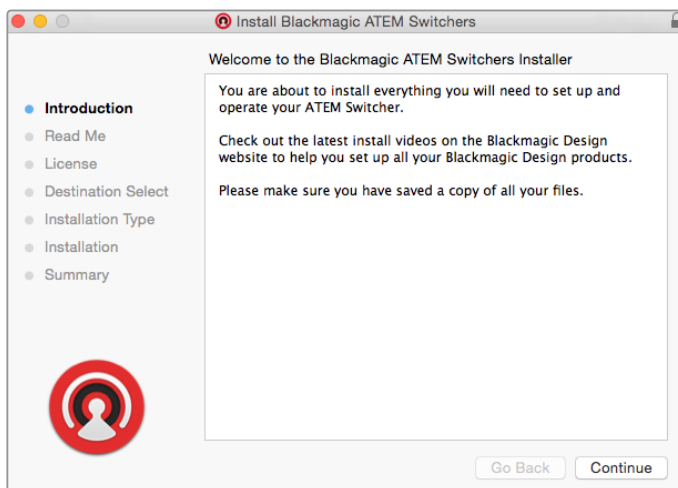 Install Blackmagic ATEM Switchers
Welcome to the Blackmagic ATEM Switchers Installer
Introduction
Read Me
License
Destination Select
Installation Type
Installation
Summary
You are about to install everything you will need to set up and
operate your ATEM Switcher.
Check out the latest install videos on the Blackmagic Design
website to help you set up all your Blackmagic Design products.
Please make sure you have saved a copy of all your files.
Go Back
Continue